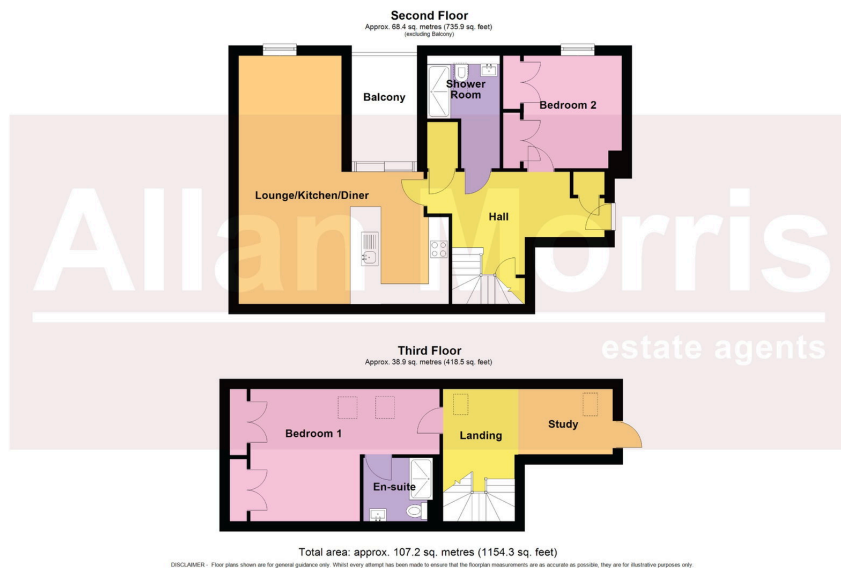 Second Floor
Approx. 68.4 sq. metres (735.9 sq. feet)
(excluding Balcony)
Balcony
Shower
Room
Bedroom 2
Lounge/Kitchen/Diner
Hall
Allan Morris
estate agents
Third Floor
Approx. 38.9 sq. metres (418.5 sq. feet)
Bedroom 1
Landing
Study
En-suite
Total area: approx. 107.2 sq. metres (1154.3 sq. feet)
DISCLAIMER - Floor plans shown are for general guidance only. Whilst every attempt has been made to ensure that the floorplan measurements are as accurate as possible, they are for illustrative purposes only.